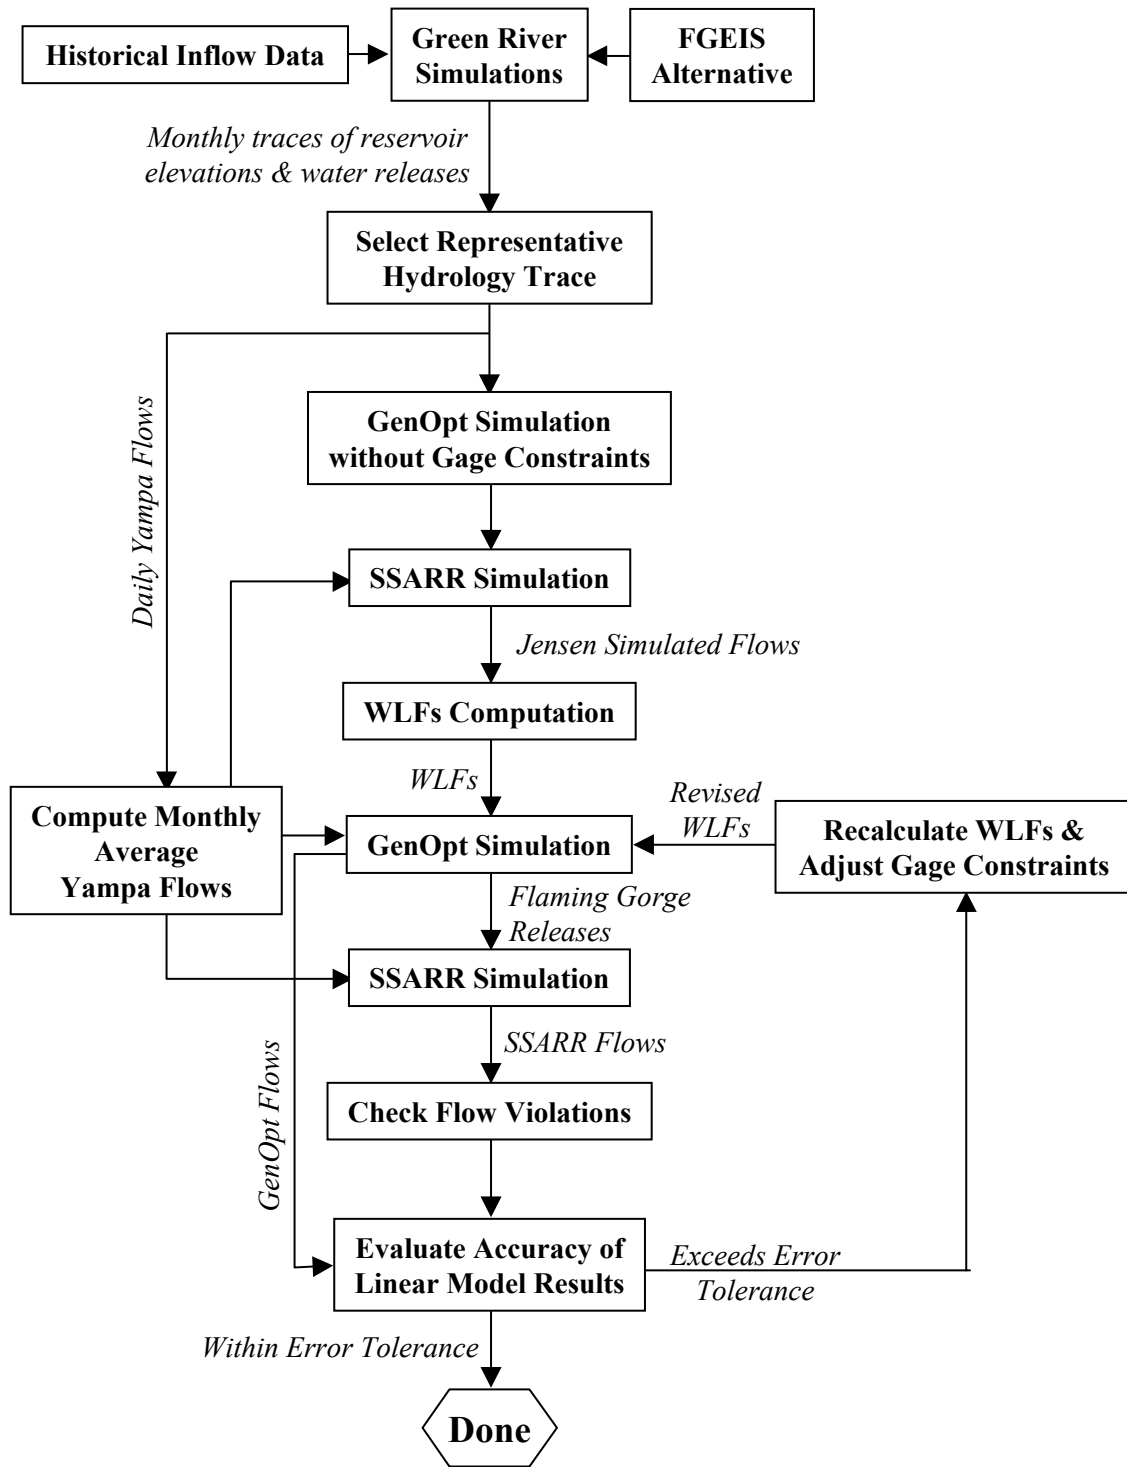 Historical Inflow Data
Green River
Simulations
FGEIS
Alternative
Monthly traces of reservoir
elevations & water releases
Select Representative
Hydrology Trace
Daily Yampa Flows
GenOpt Simulation
without Gage Constraints
SSARR Simulation
Jensen Simulated Flows
WLFs Computation
WLFs
Compute Monthly
Average
Yampa Flows
GenOpt Simulation
Revised
WLFs
Recalculate WLFs &
Adjust Gage Constraints
Flaming Gorge
Releases
SSARR Simulation
SSARR Flows
GenOpt Flows
Check Flow Violations
Evaluate Accuracy of
Linear Model Results
Exceeds Error
Tolerance
Within Error Tolerance
Done